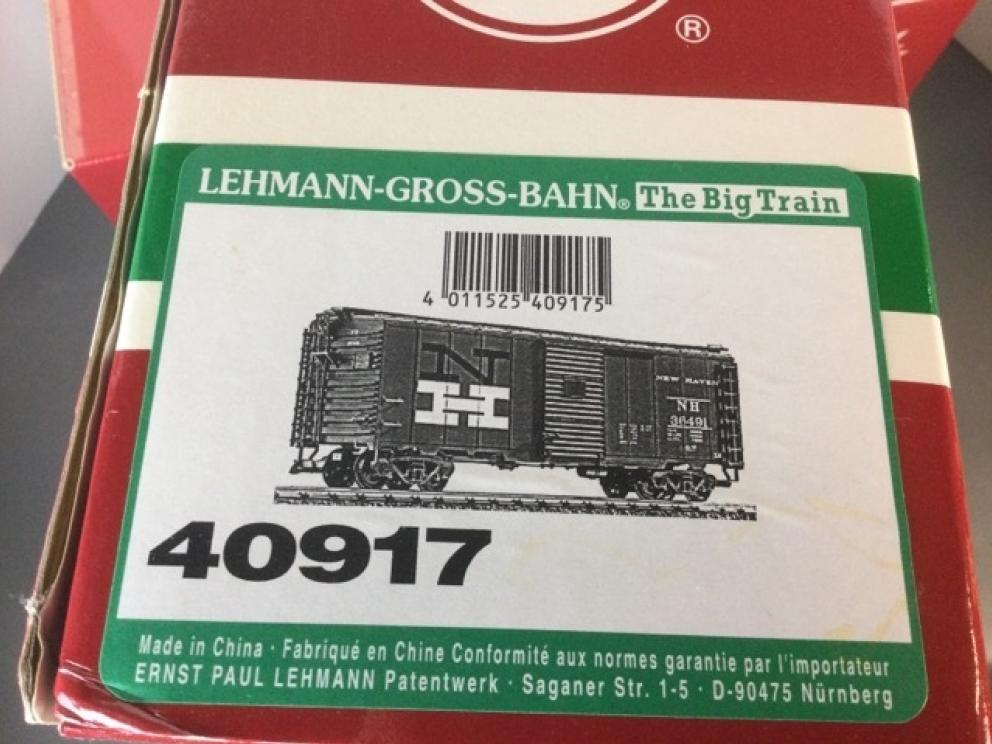 ®
LEHMANN-GROSS-BAHN® The Big Train
4 011525 409175
N
H
NEW HAVEN
NH
36491
40917
Made in China · Fabriqué en Chine Conformité aux normes garantie par l'importateur
ERNST PAUL LEHMANN Patentwerk · Saganer Str. 1-5 · D-90475 Nürnberg